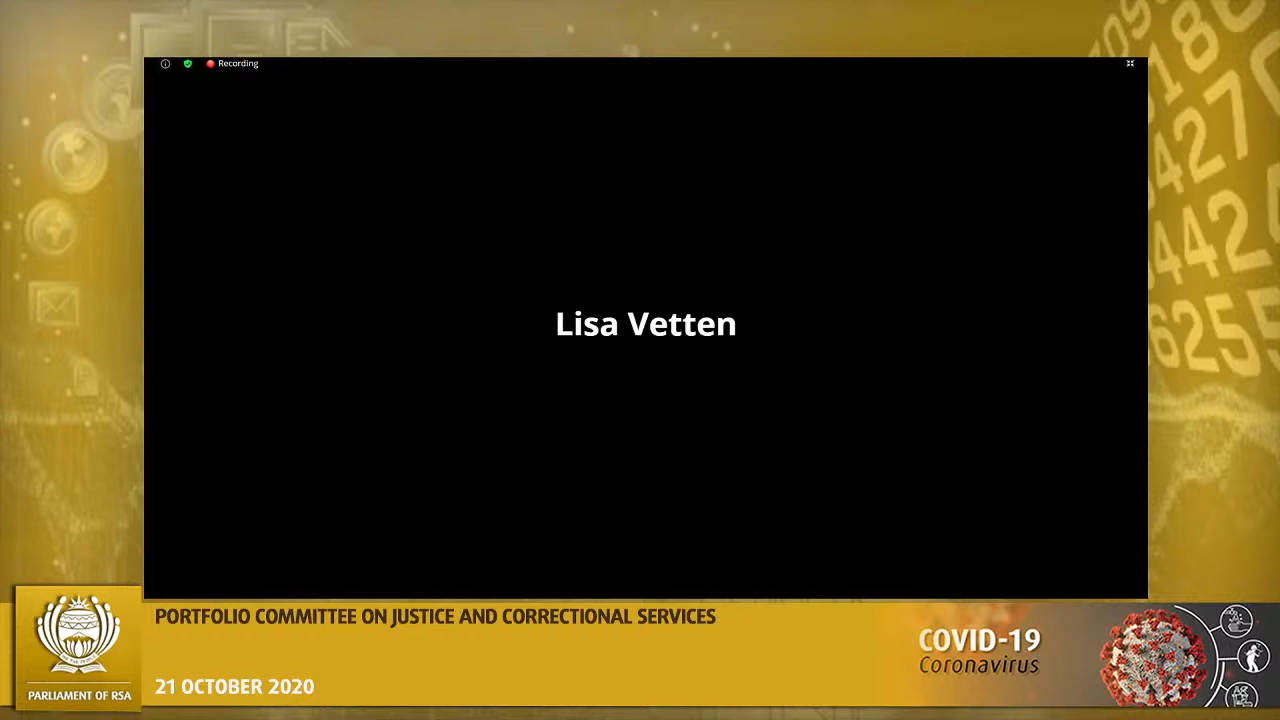 Recording
Lisa Vetten
PORTFOLIO COMMITTEE ON JUSTICE AND CORRECTIONAL SERVICES
21 OCTOBER 2020
PARLIAMENT OF RSA
COVID-19
Coronavirus